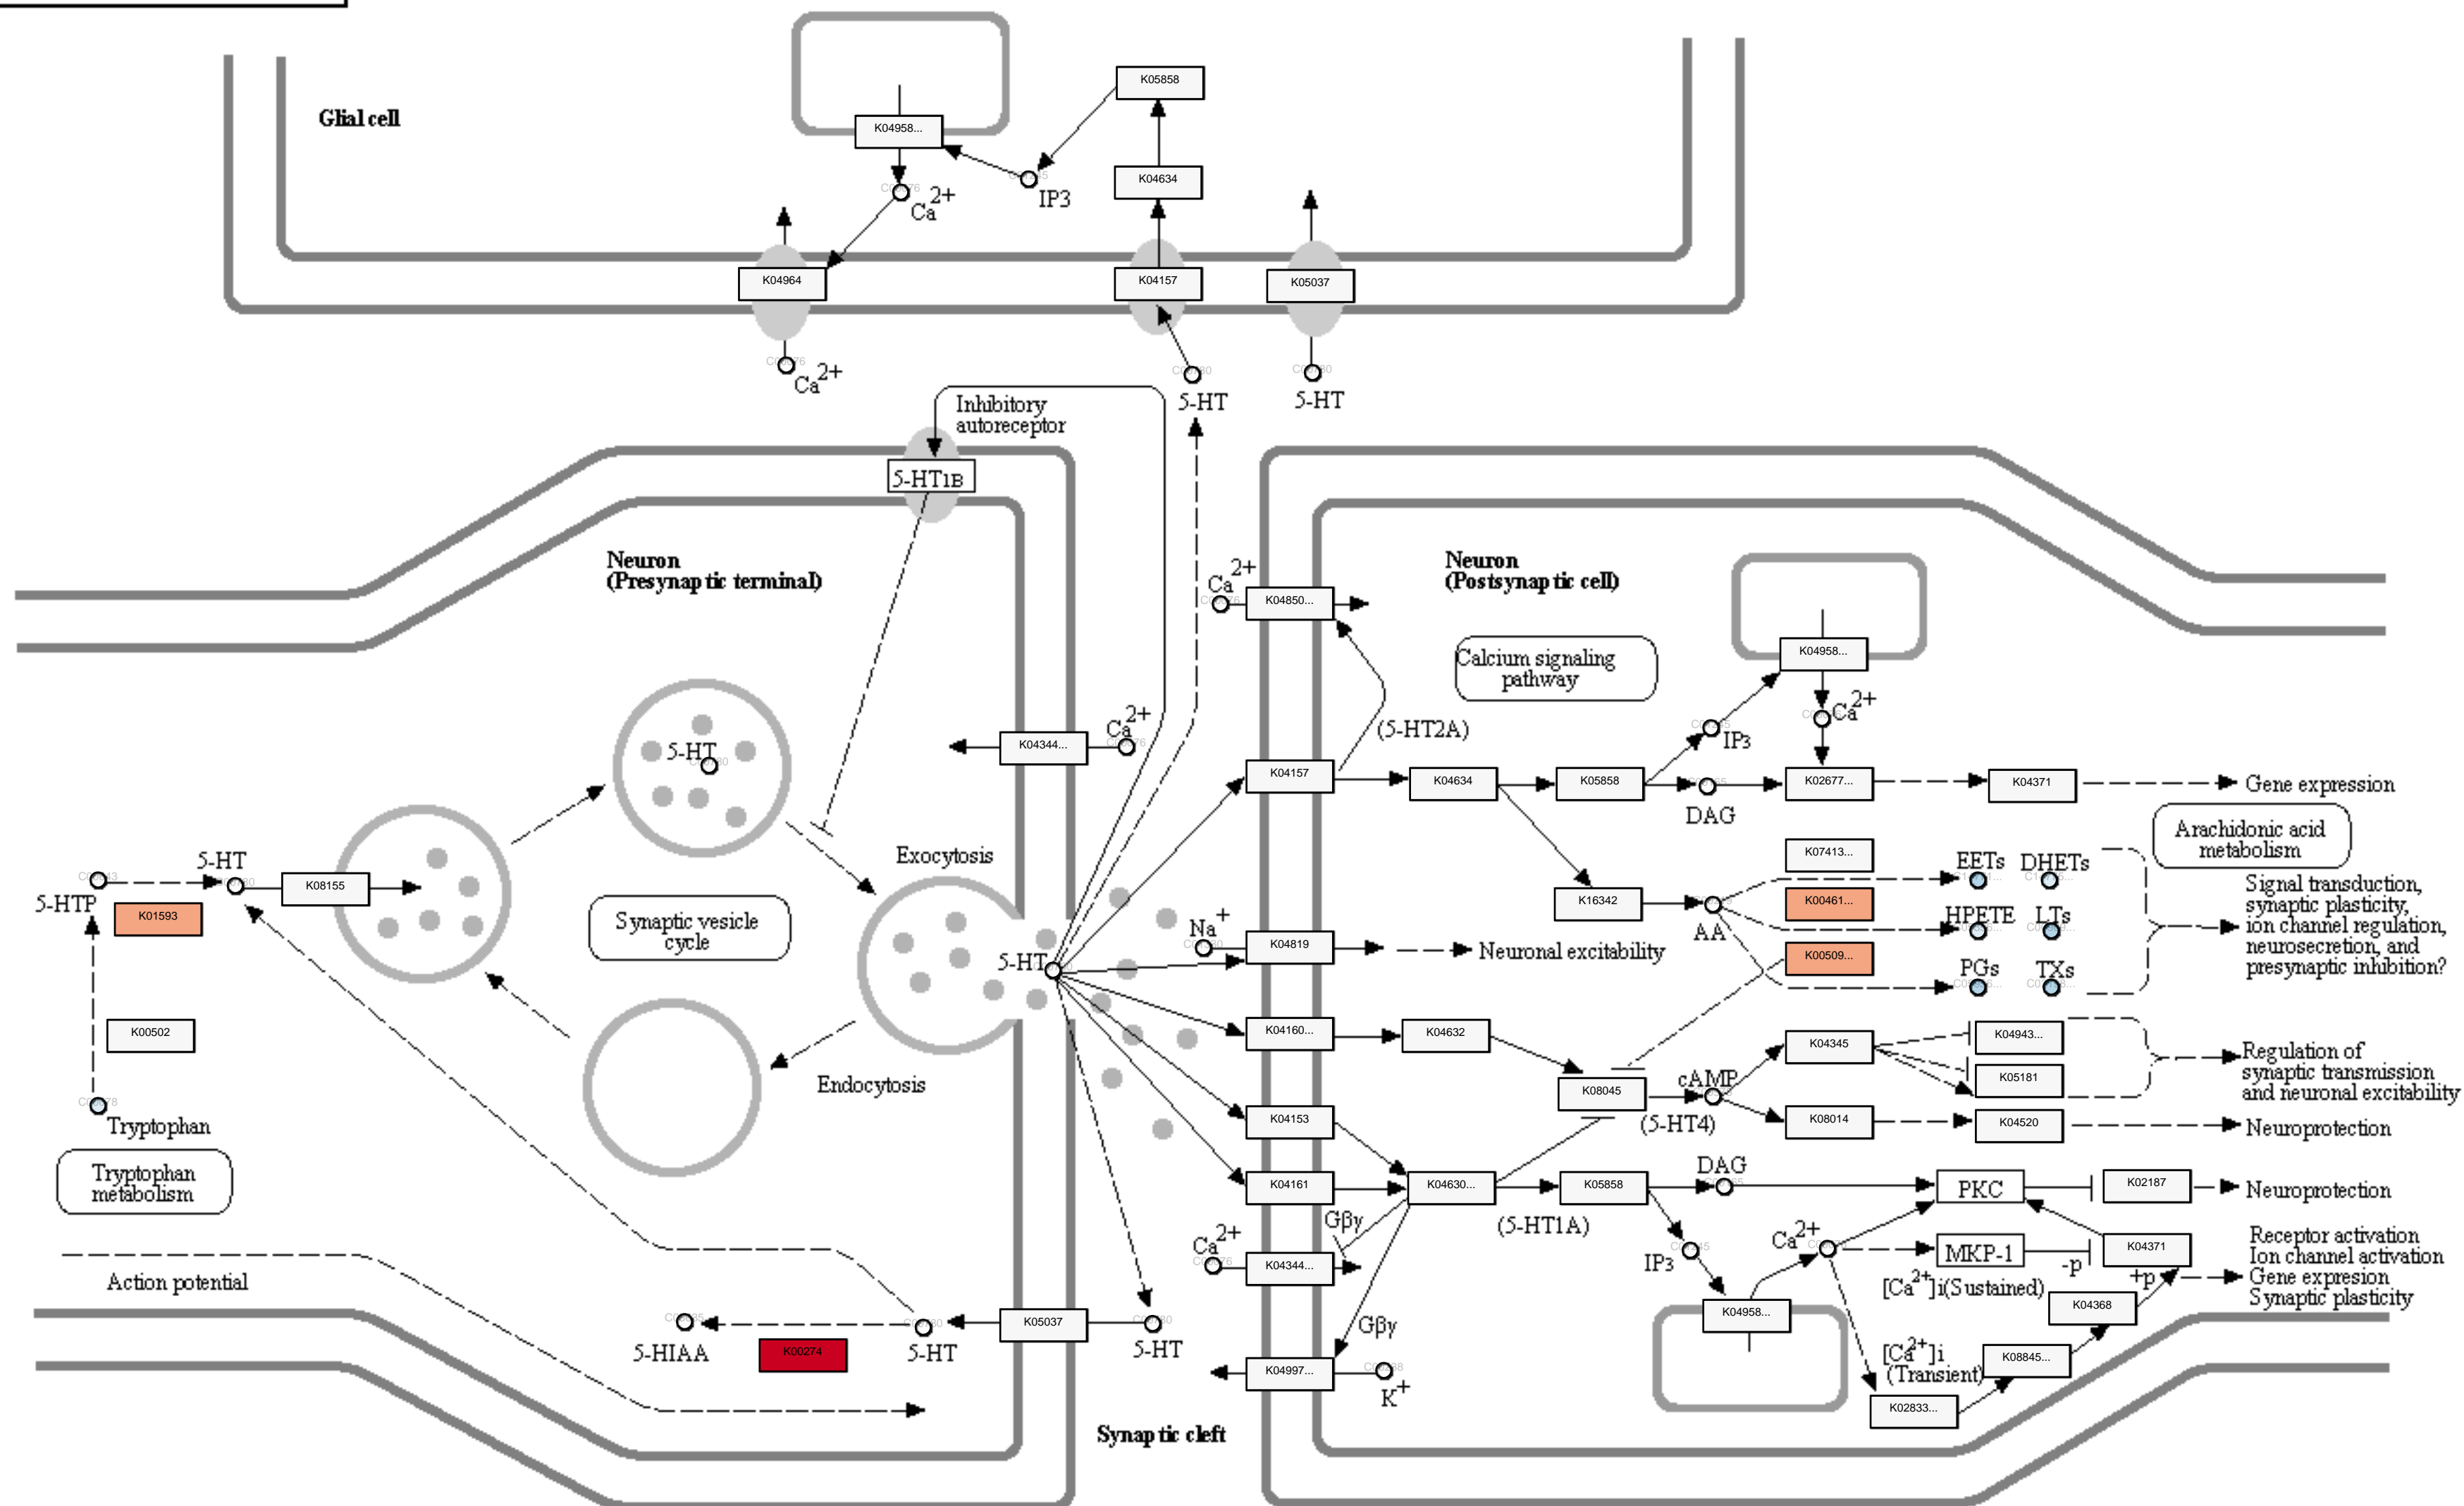 Glial cell
K05858
K04958...
K04634
IP3
Ca2+
K04964
K04157
K05037
Ca2+
5-HT
5-HT
Inhibitory
autoreceptor
5-HT1B
Neuron
(Presynaptic terminal)
Neuron
(Postsynaptic cell)
Ca2+
K04850...
Calcium signaling
pathway
K04958...
Ca2+
(5-HT2A)
IP3
5-HT
K04344...
Ca2+
K04157
K04634
K05858
DAG
K02677...
K04371
Gene expression
Arachidonic acid
metabolism
K07413...
EETs
DHETs
Exocytosis
5-HT
K08155
5-HTP
K01593
Synaptic vesicle
cycle
K16342
AA
K00461...
HPETE
LTs
Signal transduction,
synaptic plasticity,
ion channel regulation,
neurosecretion, and
presynaptic inhibition?
Na+
K04819
Neuronal excitability
K00509...
PGs
TXs
5-HT
K00502
K04160...
K04632
K04345
K04943...
K05181
Regulation of
synaptic transmission
and neuronal excitability
Endocytosis
K08045
cAMP
(5-HT4)
K08014
K04520
Neuroprotection
Tryptophan
K04153
Tryptophan
metabolism
K04161
K04630...
K05858
(5-HT1A)
DAG
PKC
K02187
Neuroprotection
Gβγ
Ca2+
K04344...
IP3
Ca2+
MKP-1
-p
K04371
+p
[Ca2+]i(Sustained)
Receptor activation
Ion channel activation
Gene expresion
Synaptic plasticity
Action potential
5-HIAA
K00274
5-HT
K05037
5-HT
Gβγ
K04958...
K04368
K04997...
K+
[Ca2+]i
(Transient)
K08845...
K02833...
Synaptic cleft